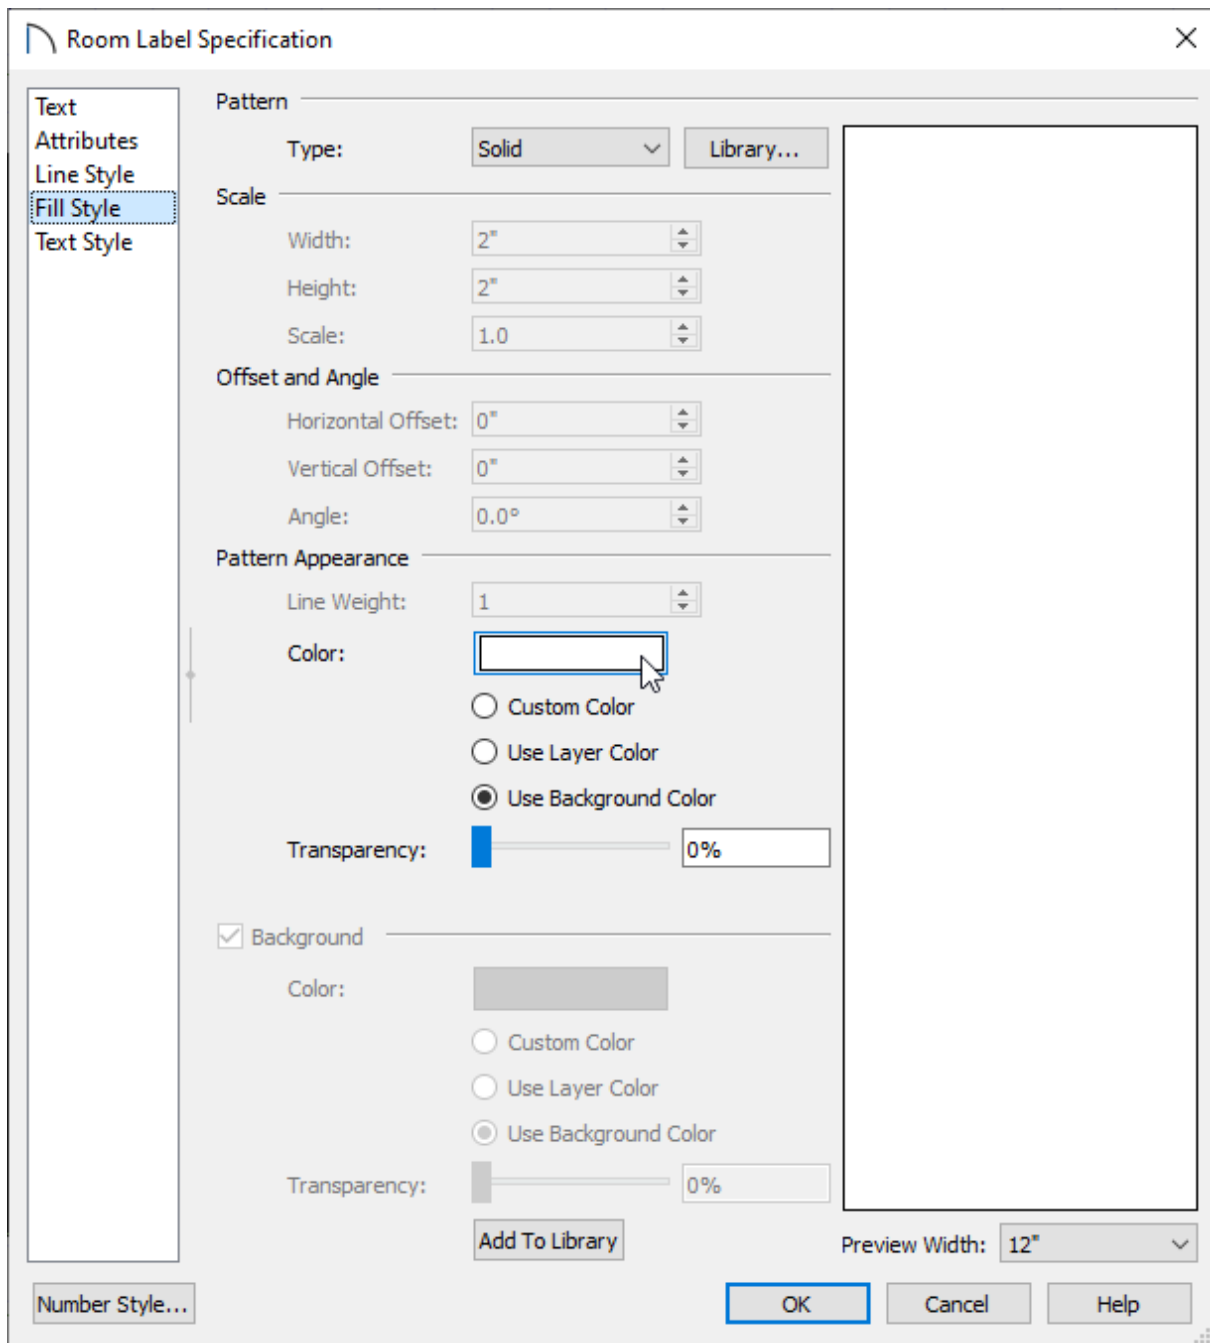 Room Label Specification
Text
Attributes
Line Style
Fill Style
Text Style
Pattern
Type: Solid Library...
Scale
Width: 2"
Height: 2"
Scale: 1.0
Offset and Angle
Horizontal Offset: 0"
Vertical Offset: 0"
Angle: 0.0°
Pattern Appearance
Line Weight: 1
Color:
Custom Color
Use Layer Color
Use Background Color
Transparency: 0%
Background
Color:
Custom Color
Use Layer Color
Use Background Color
Transparency: 0%
Add To Library
Preview Width: 12"
Number Style... OK Cancel Help